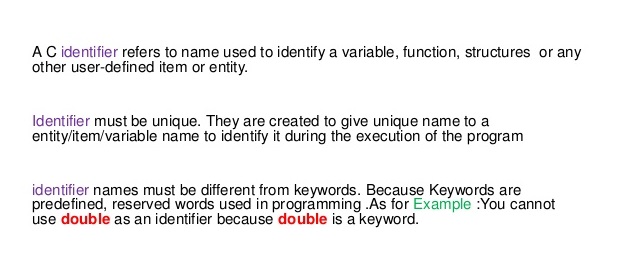 A C identifier refers to name used to identify a variable, function, structures or any
other user-defined item or entity.
Identifier must be unique. They are created to give unique name to a
entity/item/variable name to identify it during the execution of the program
identifier names must be different from keywords. Because Keywords are
predefined, reserved words used in programming .As for Example :You cannot
use double as an identifier because double is a keyword.